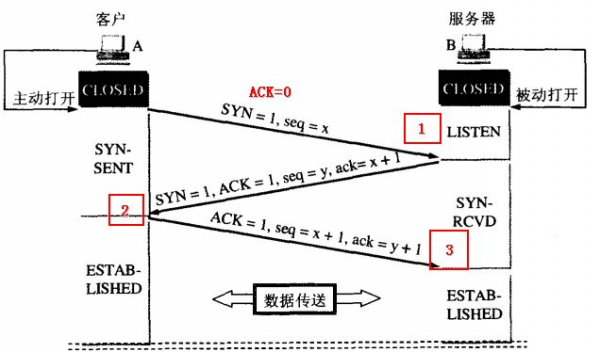 客户
服务器
A
B
CLOSED
CLOSED
主动打开
被动打开
ACK=0
SYN = 1, seq = x
1
LISTEN
SYN-
SENT
SYN = 1, ACK = 1, seq = y, ack= x + 1
2
SYN-
RCVD
ACK = 1, seq = x + 1, ack = y + 1
3
ESTAB-
LISHED
数据传送
ESTAB-
LISHED